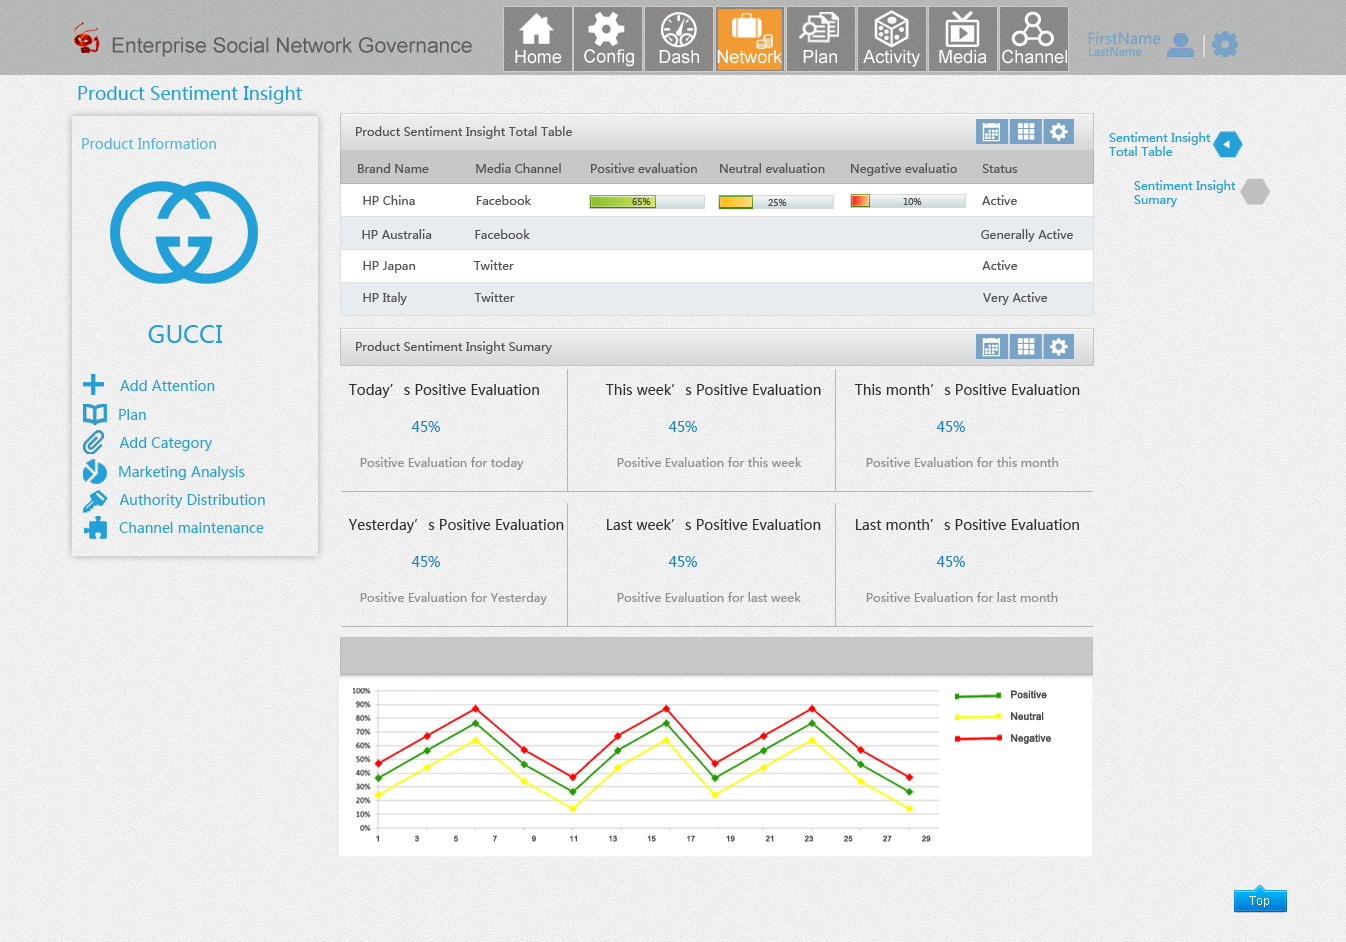 Enterprise Social Network Governance
Home
Config
Dash
Network
Plan
Activity
Media
Channel
FirstName
LastName
Product Sentiment Insight
Product Information
GUCCI
Add Attention
Plan
Add Category
Marketing Analysis
Authority Distribution
Channel maintenance
Product Sentiment Insight Total Table
Brand Name Media Channel Positive evaluation Neutral evaluation Negative evaluatio Status
HP China Facebook 65% 25% 10% Active
HP Australia Facebook Generally Active
HP Japan Twitter Active
HP Italy Twitter Very Active
Sentiment Insight
Total Table
Sentiment Insight
Sumary
Product Sentiment Insight Sumary
Today’s Positive Evaluation This week’s Positive Evaluation This month’s Positive Evaluation
45% 45% 45%
Positive Evaluation for today Positive Evaluation for this week Positive Evaluation for this month
Yesterday’s Positive Evaluation Last week’s Positive Evaluation Last month’s Positive Evaluation
45% 45% 45%
Positive Evaluation for Yesterday Positive Evaluation for last week Positive Evaluation for last month
100%
90%
80%
70%
60%
50%
40%
30%
20%
10%
0%
1 3 5 7 9 11 13 15 17 19 21 23 25 27 29
Positive
Neutral
Negative
Top